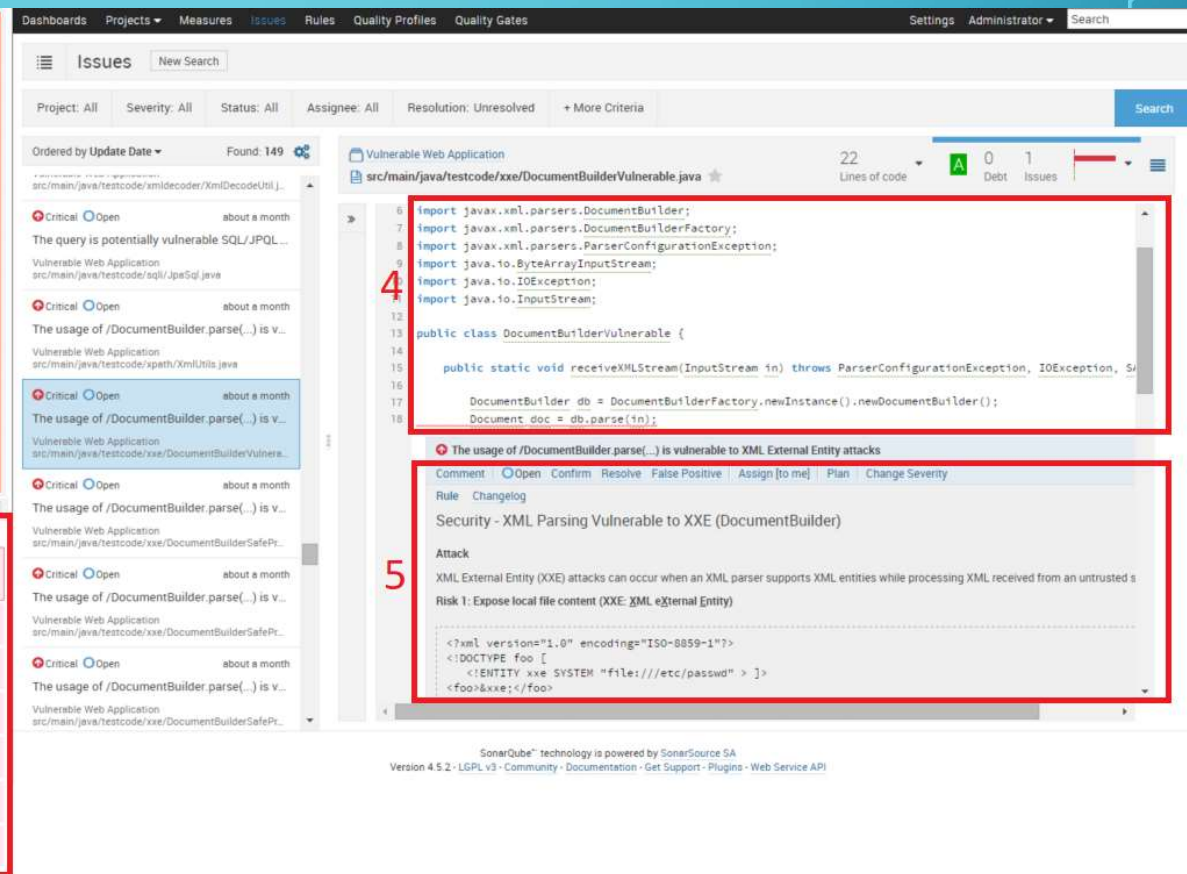 Dashboards Projects Measures Issues Rules Quality Profiles Quality Gates Settings Administrator Search
Issues New Search
Project: All Severity: All Status: All Assignee: All Resolution: Unresolved + More Criteria Search
Ordered by Update Date Found: 149
src/main/java/testcode/xmldecoder/XmlDecodeUtil.j..
Critical Open about a month
The query is potentially vulnerable SQL/JPQL ...
Vulnerable Web Application
src/main/java/testcode/sqli/JpaSql.java
Critical Open about a month
The usage of /DocumentBuilder.parse(...) is v...
Vulnerable Web Application
src/main/java/testcode/xpath/XmlUtils.java
Critical Open about a month
The usage of /DocumentBuilder.parse(...) is v...
Vulnerable Web Application
src/main/java/testcode/xxe/DocumentBuilderVulnera...
Critical Open about a month
The usage of /DocumentBuilder.parse(...) is v...
Vulnerable Web Application
src/main/java/testcode/xxe/DocumentBuilderSafePr...
Critical Open about a month
The usage of /DocumentBuilder.parse(...) is v...
Vulnerable Web Application
src/main/java/testcode/xxe/DocumentBuilderSafePr...
Critical Open about a month
The usage of /DocumentBuilder.parse(...) is v...
Vulnerable Web Application
src/main/java/testcode/xxe/DocumentBuilderSafePr...
Vulnerable Web Application
src/main/java/testcode/xxe/DocumentBuilderVulnerable.java
22 Lines of code
A
0 Debt
1 Issues
4
6 import javax.xml.parsers.DocumentBuilder;
7 import javax.xml.parsers.DocumentBuilderFactory;
8 import javax.xml.parsers.ParserConfigurationException;
9 import java.io.ByteArrayInputStream;
10 import java.io.IOException;
11 import java.io.InputStream;
12
13 public class DocumentBuilderVulnerable {
14
15 public static void receiveXMLStream(InputStream in) throws ParserConfigurationException, IOException, SA
16
17 DocumentBuilder db = DocumentBuilderFactory.newInstance().newDocumentBuilder();
18 Document doc = db.parse(in);
The usage of /DocumentBuilder.parse(...) is vulnerable to XML External Entity attacks
5
Comment Open Confirm Resolve False Positive Assign [to me] Plan Change Severity
Rule Changelog
Security - XML Parsing Vulnerable to XXE (DocumentBuilder)
Attack
XML External Entity (XXE) attacks can occur when an XML parser supports XML entities while processing XML received from an untrusted s
Risk 1: Expose local file content (XXE: XML eXternal Entity)
<?xml version="1.0" encoding="ISO-8859-1"?>
<!DOCTYPE foo [
<!ENTITY xxe SYSTEM "file:///etc/passwd" > ]>
<foo>&xxe;</foo>
SonarQube™ technology is powered by SonarSource SA
Version 4.5.2 - LGPL v3 - Community - Documentation - Get Support - Plugins - Web Service API